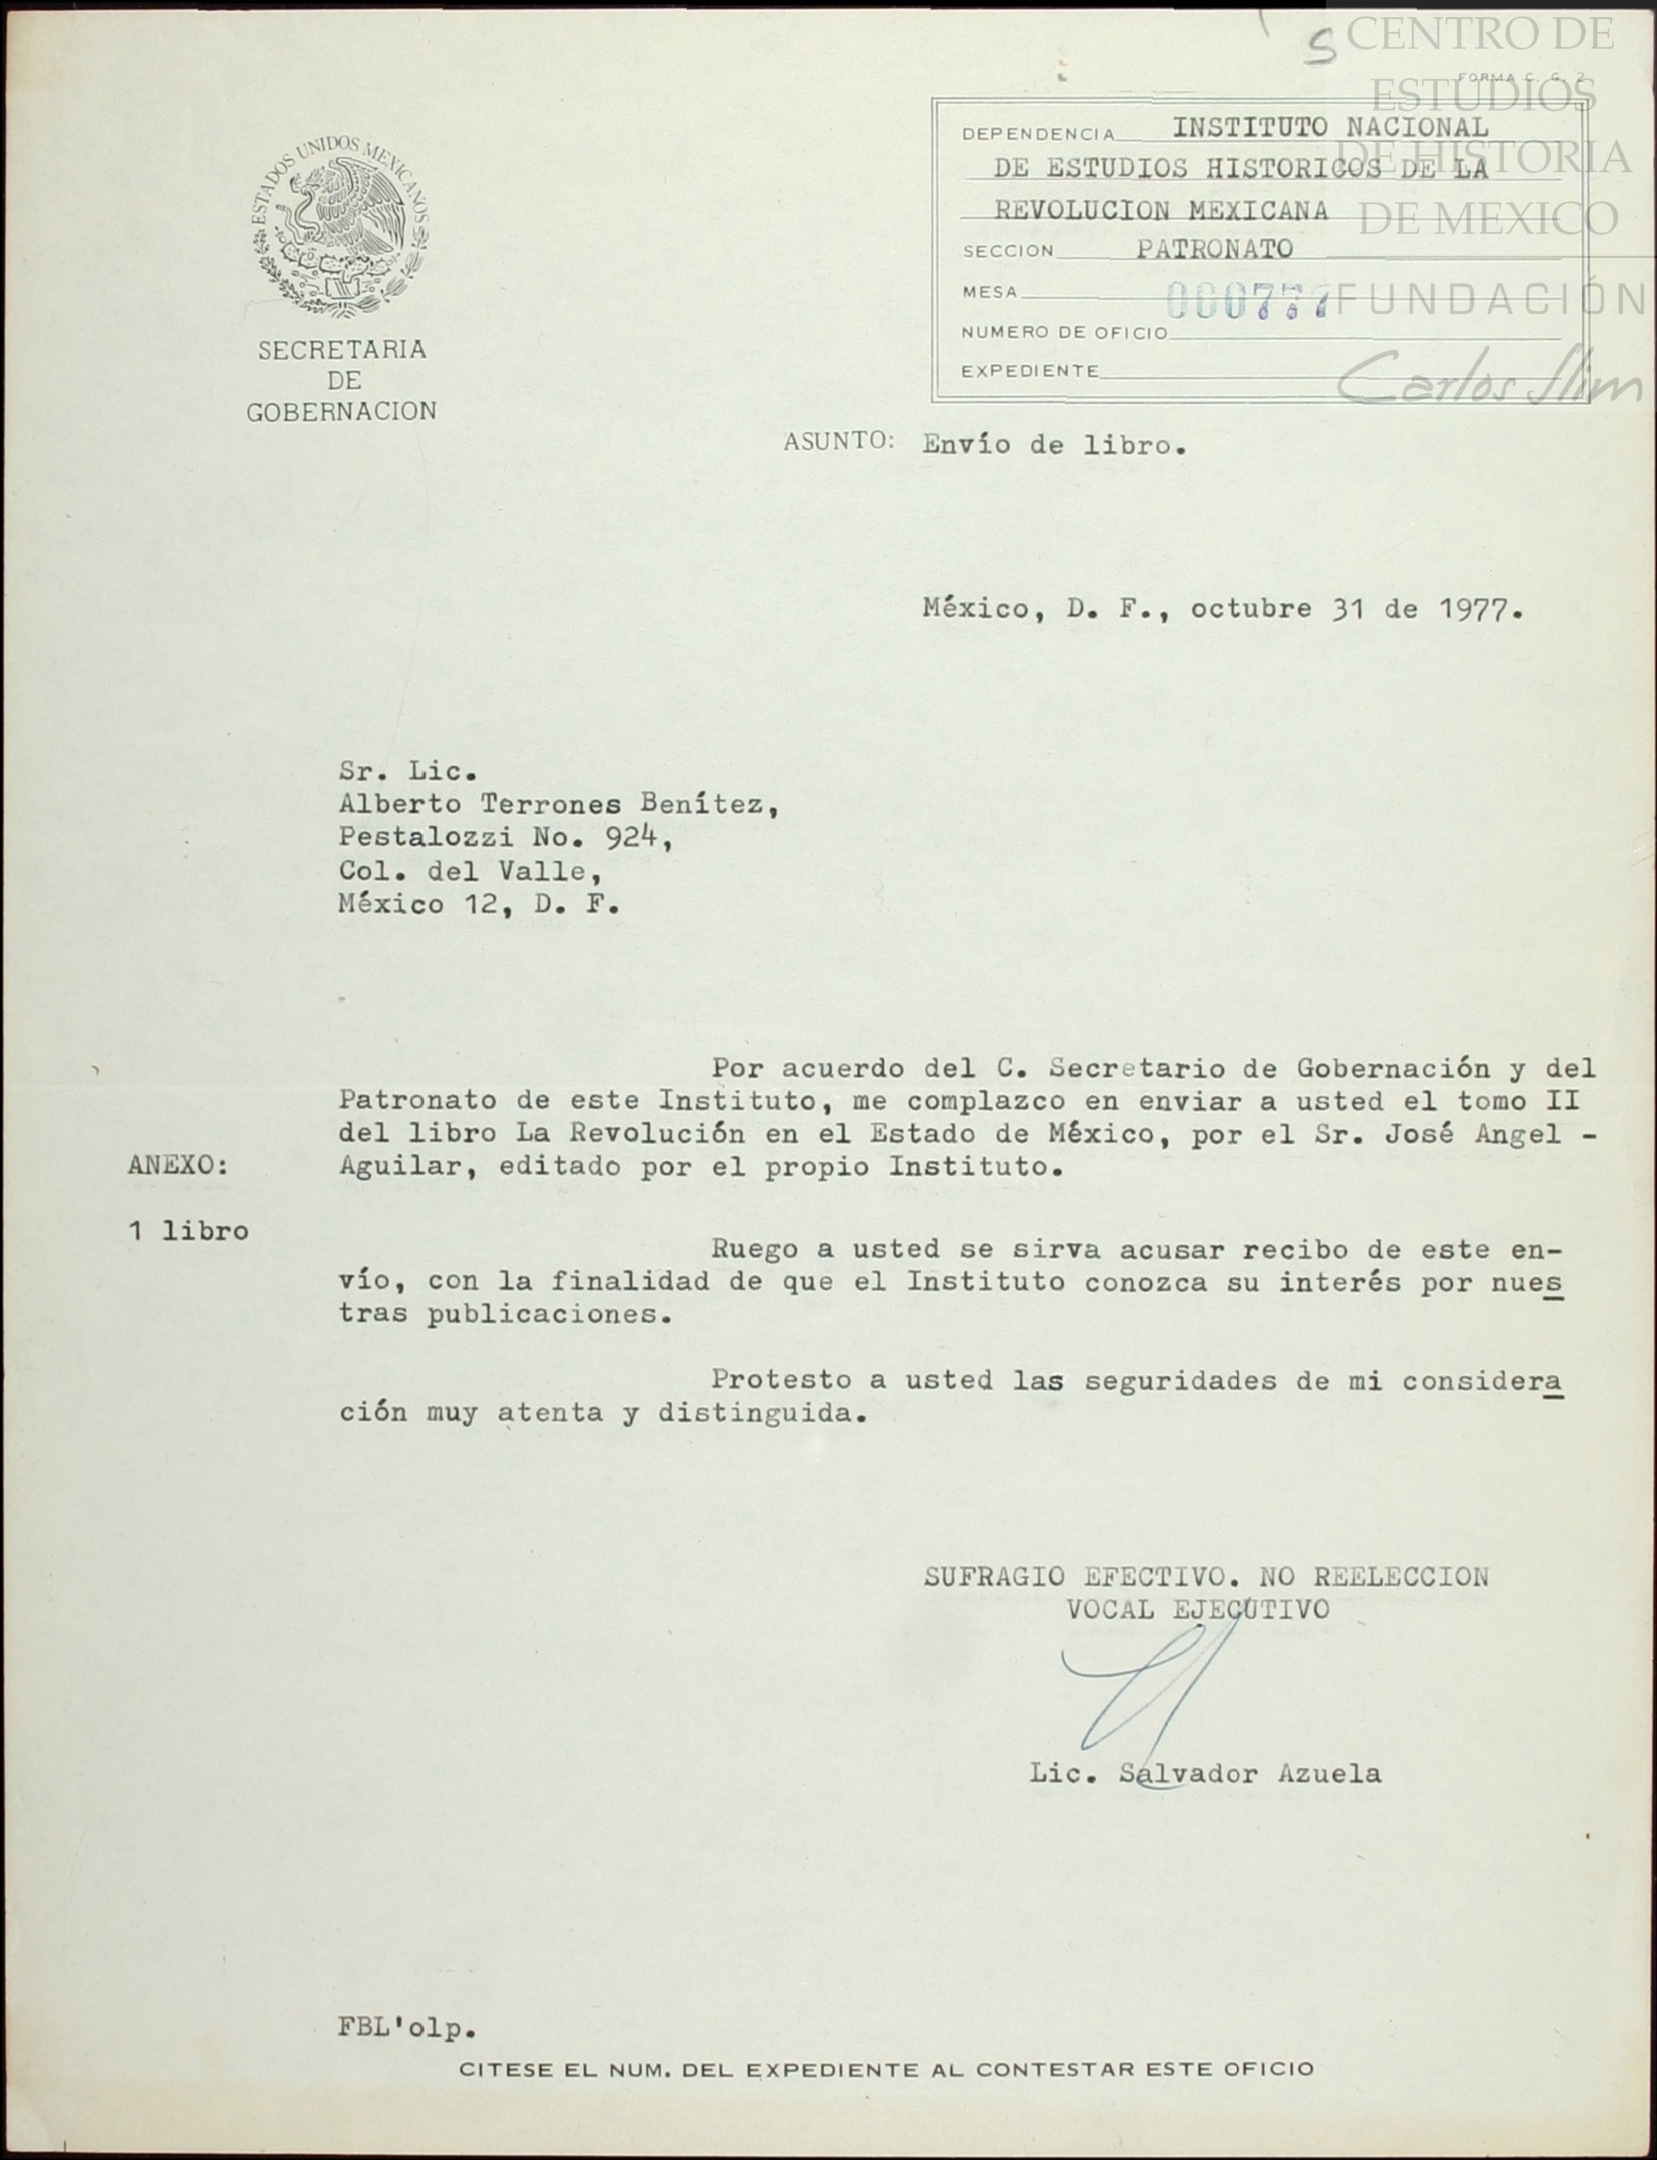 S
CENTRO DE
ESTUDIOS
DE HISTORIA
DE MEXICO
FUNDACIÓN
Carlos Slim
FORMA C. G. 2
ESTADOS UNIDOS MEXICANOS
SECRETARIA
DE
GOBERNACION
DEPENDENCIA INSTITUTO NACIONAL
DE ESTUDIOS HISTORICOS DE LA
REVOLUCION MEXICANA
SECCION PATRONATO
MESA
000777
NUMERO DE OFICIO
EXPEDIENTE
ASUNTO: Envío de libro.
México, D. F., octubre 31 de 1977.
Sr. Lic.
Alberto Terrones Benítez,
Pestalozzi No. 924,
Col. del Valle,
México 12, D. F.
Por acuerdo del C. Secretario de Gobernación y del
Patronato de este Instituto, me complazco en enviar a usted el tomo II
del libro La Revolución en el Estado de México, por el Sr. José Angel -
Aguilar, editado por el propio Instituto.
ANEXO:
1 libro
Ruego a usted se sirva acusar recibo de este en-
vío, con la finalidad de que el Instituto conozca su interés por nues
tras publicaciones.
Protesto a usted las seguridades de mi considera
ción muy atenta y distinguida.
SUFRAGIO EFECTIVO. NO REELECCION
VOCAL EJECUTIVO
Lic. Salvador Azuela
FBL'olp.
CITESE EL NUM. DEL EXPEDIENTE AL CONTESTAR ESTE OFICIO